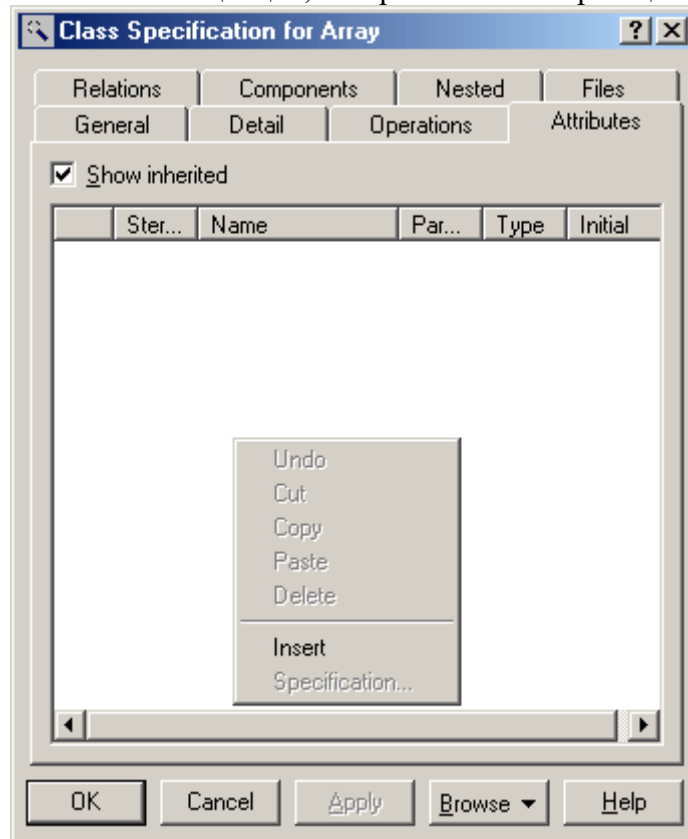 Class Specification for Array
Relations Components Nested Files
General Detail Operations Attributes
Show inherited
Ster... Name Par... Type Initial
Undo
Cut
Copy
Paste
Delete
Insert
Specification...
OK Cancel Apply Browse Help